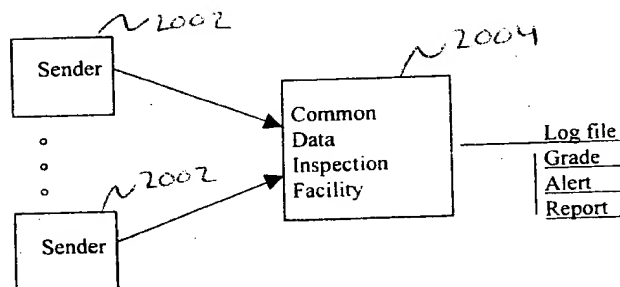 2002
Sender
2004
Common
Data
Inspection
Facility
Log file
Grade
Alert
Report
2002
Sender